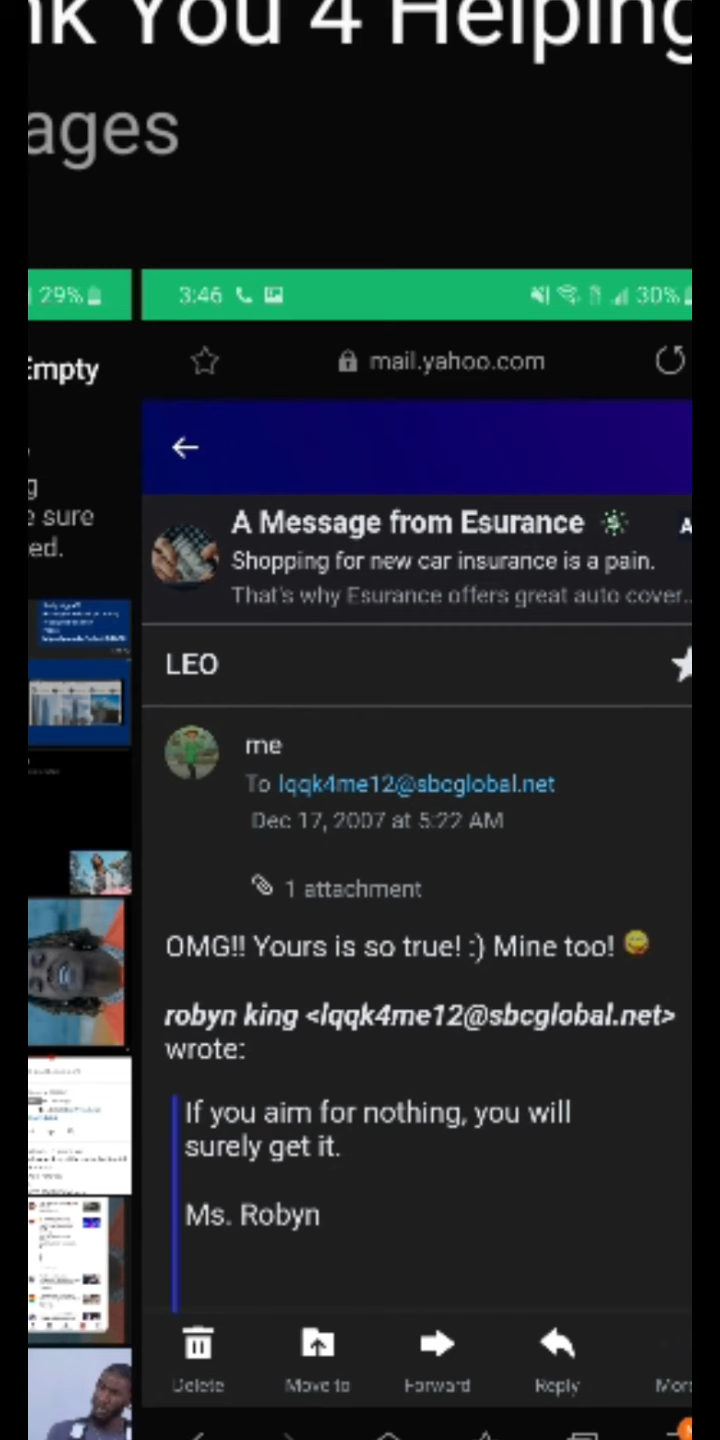 nk You 4 Helping
ages
29%
3:46
30%
Empty
mail.yahoo.com
g
e sure
ed.
A Message from Esurance
A
Shopping for new car insurance is a pain.
That's why Esurance offers great auto cover...
LEO
me
To lqqk4me12@sbcglobal.net
Dec 17, 2007 at 5:22 AM
1 attachment
OMG!! Yours is so true! :) Mine too! 😄
robyn king <lqqk4me12@sbcglobal.net>
wrote:
If you aim for nothing, you will
surely get it.
Ms. Robyn
Delete
Move to
Forward
Reply
Mor